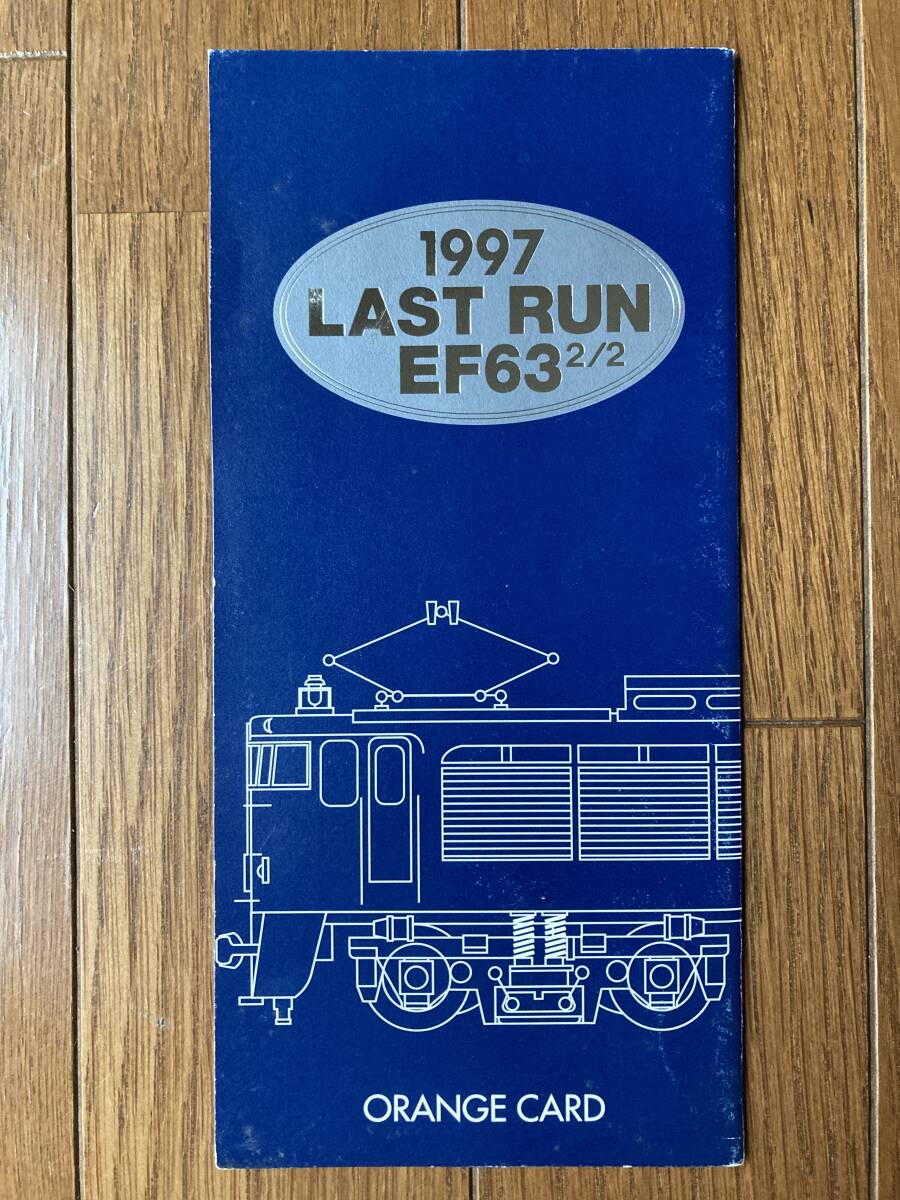 1997
LAST RUN
EF63 2/2
ORANGE CARD